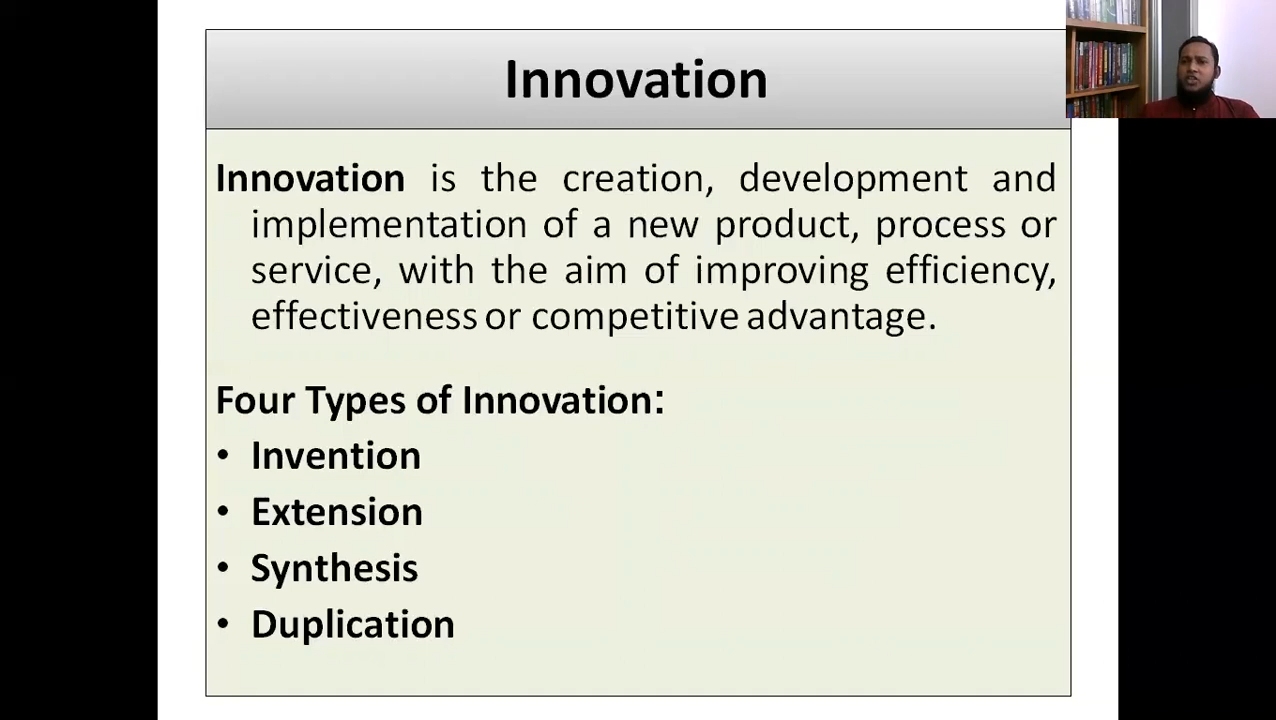 Innovation
Innovation is the creation, development and
implementation of a new product, process or
service, with the aim of improving efficiency,
effectiveness or competitive advantage.
Four Types of Innovation:
• Invention
• Extension
• Synthesis
• Duplication